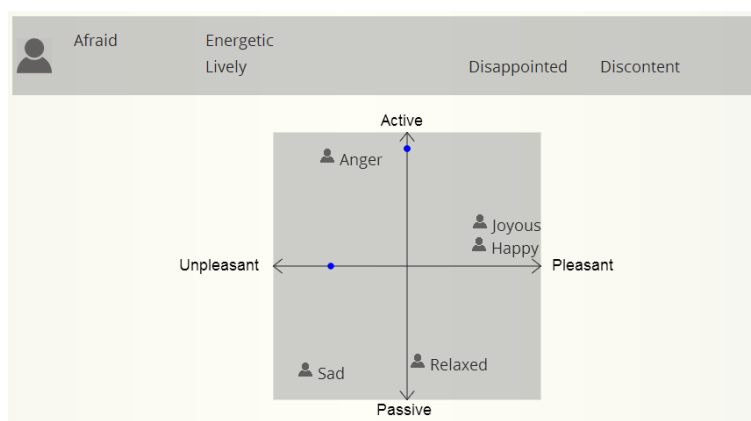 Afraid Energetic
Lively Disappointed Discontent
Active
Anger
Joyous
Happy
Unpleasant Pleasant
Relaxed
Sad
Passive